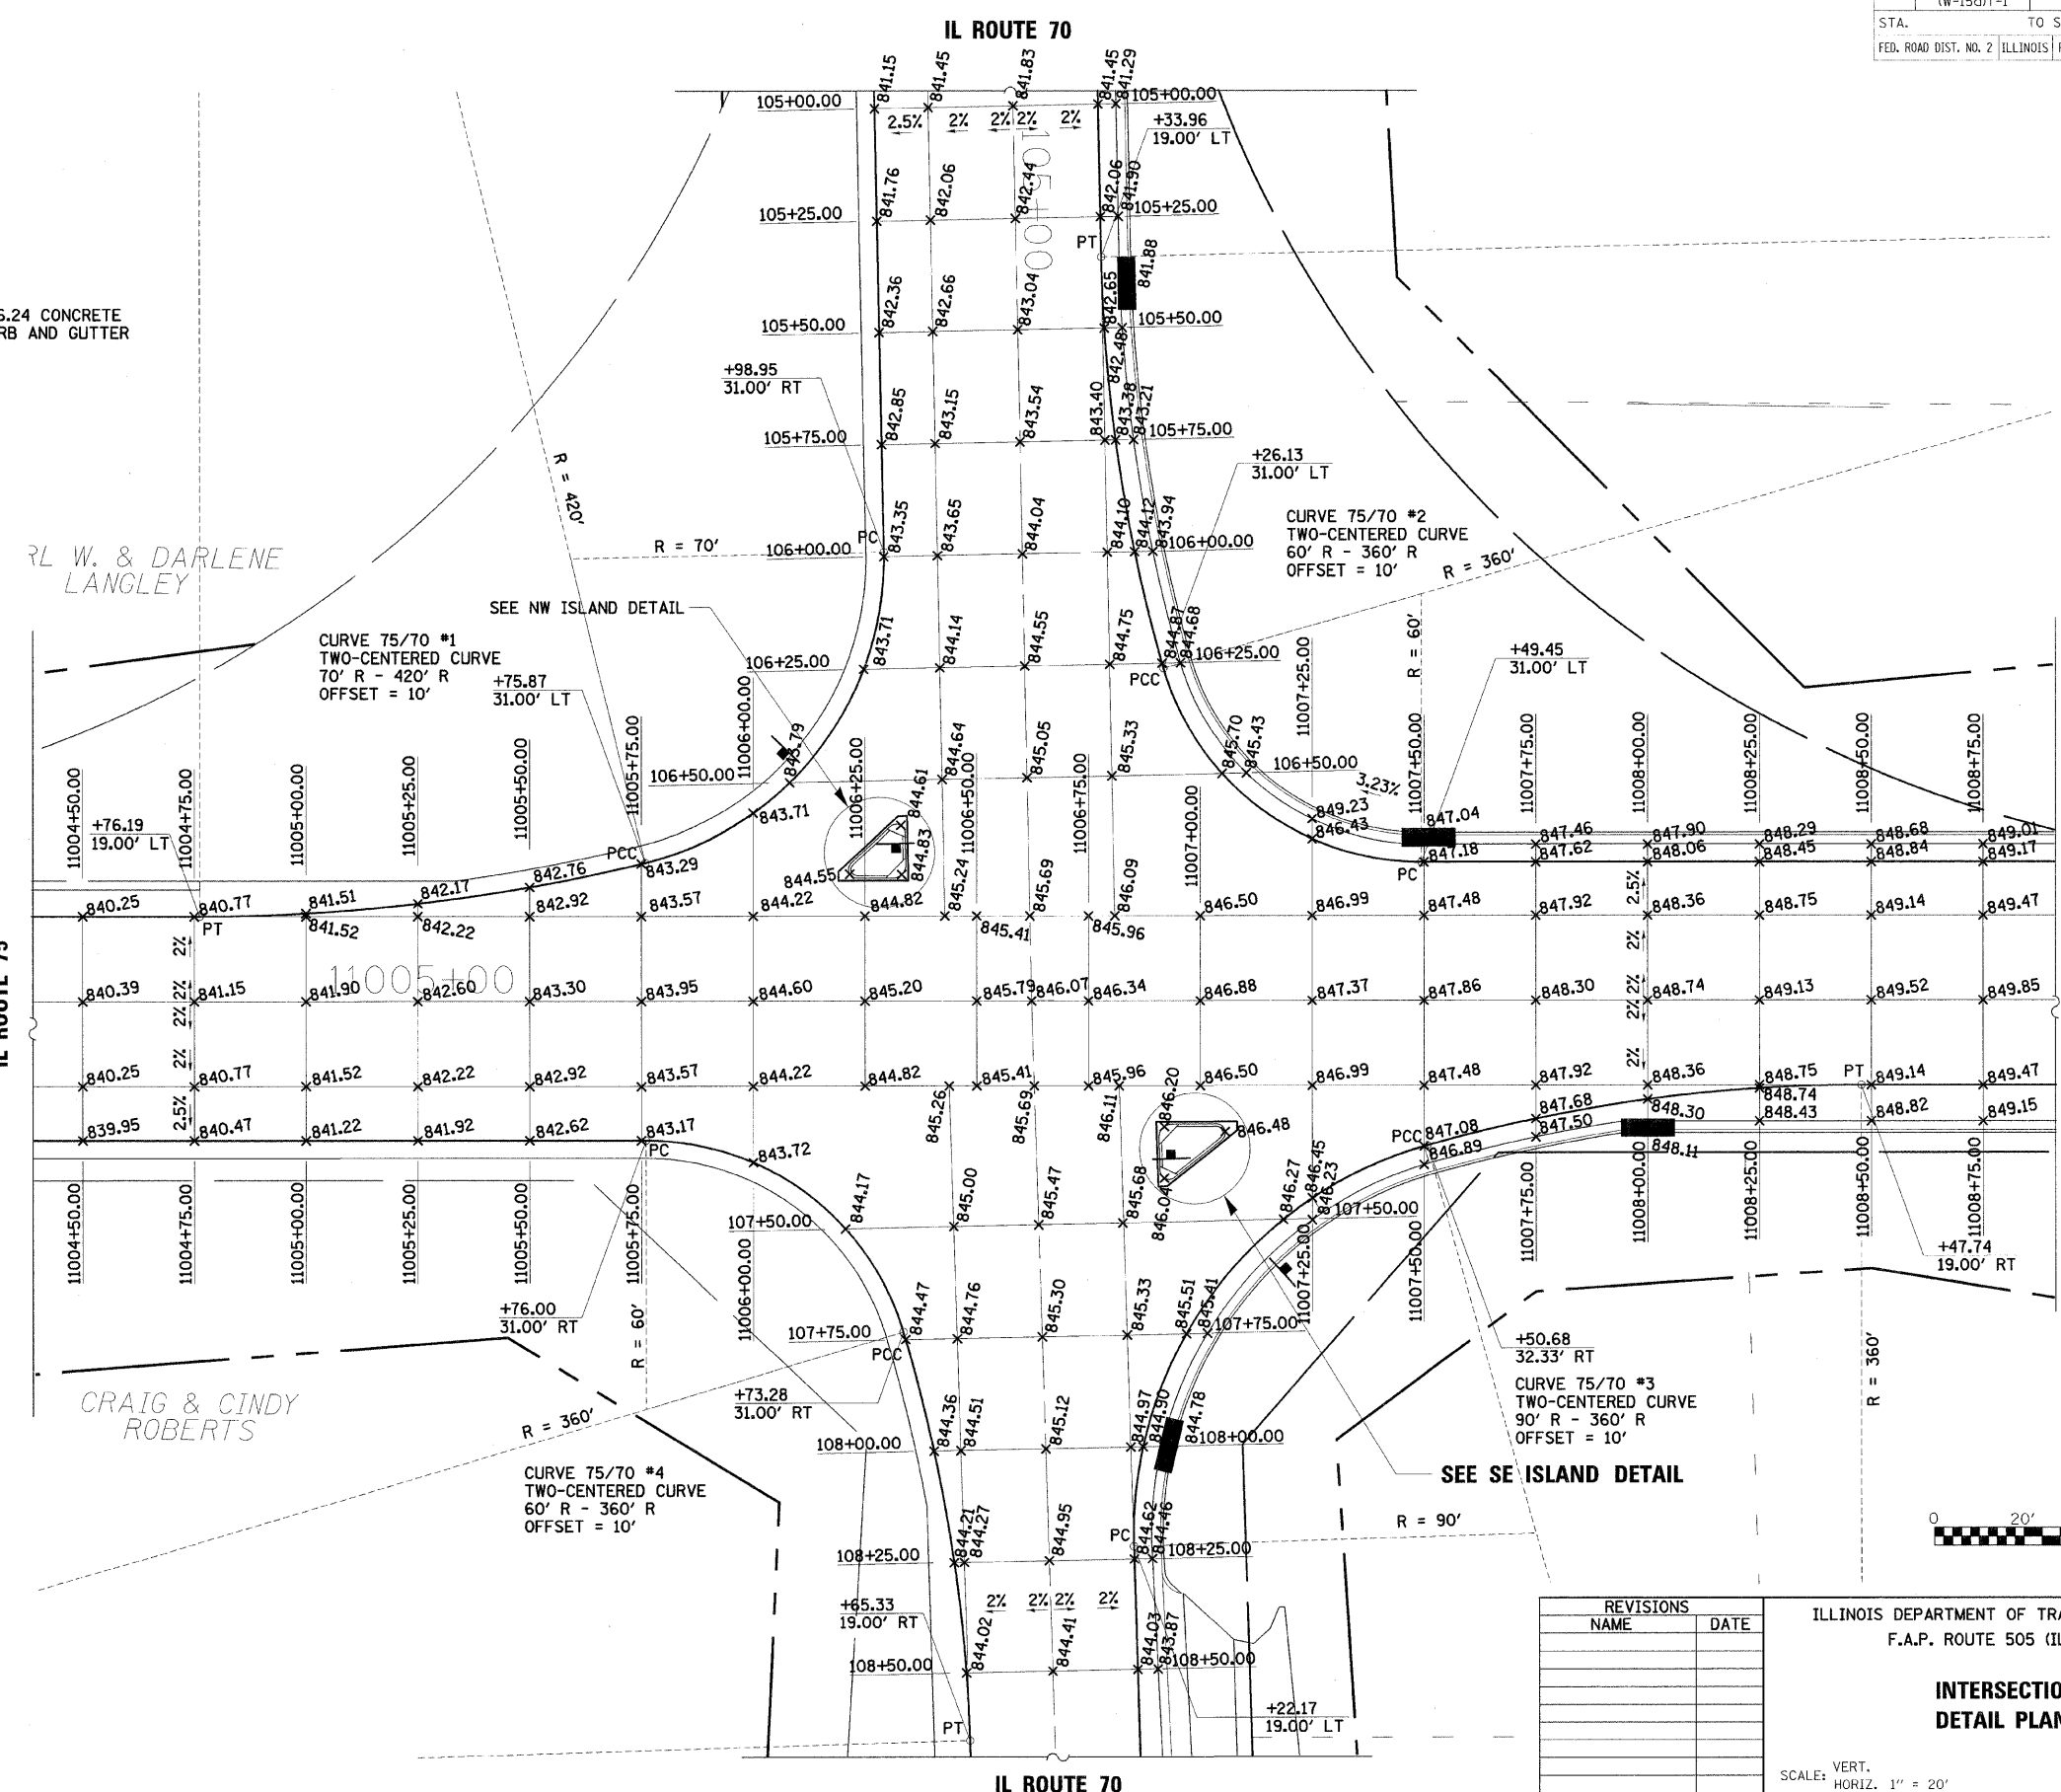 IL ROUTE 70
(W-15d)T-1
STA. TO S
FED. ROAD DIST. NO. 2 ILLINOIS
841.15 841.45 841.83 841.45 841.29
105+00.00 105+00.00
2.5% 2% 2% 2% 2%
+33.96
19.00' LT
105+00
841.76 842.06 842.44 842.06 841.90
105+25.00 105+25.00
PT
841.88
6.24 CONCRETE
RB AND GUTTER
842.36 842.66 843.04 842.65 842.48
105+50.00 105+50.00
+98.95
31.00' RT
842.85 843.15 843.54 843.40 843.38 843.21
105+75.00 105+75.00
+26.13
31.00' LT
R = 420'
CURVE 75/70 #2
TWO-CENTERED CURVE
60' R - 360' R
OFFSET = 10'
R = 360'
843.35 843.65 844.04 844.10 844.12 843.94
R = 70'
PC
106+00.00 106+00.00
RL W. & DARLENE
LANGLEY
SEE NW ISLAND DETAIL
CURVE 75/70 #1
TWO-CENTERED CURVE
70' R - 420' R
OFFSET = 10'
+75.87
31.00' LT
843.71 844.14 844.55 844.75 844.87 844.68
106+25.00 106+25.00
PCC
R = 60'
+49.45
31.00' LT
843.79 844.64 845.05 845.33 845.70 845.43
106+50.00 106+50.00
3.23%
11004+50.00 11004+75.00 11005+00.00 11005+25.00 11005+50.00 11005+75.00 11006+00.00 11006+25.00 11006+50.00 11006+75.00 11007+00.00 11007+25.00 11007+50.00 11007+75.00 11008+00.00 11008+25.00 11008+50.00 11008+75.00
+76.19
19.00' LT
843.71 844.61 844.83 844.55
849.23 847.04 847.46 847.90 848.29 848.68 849.01
846.43 847.18 847.62 848.06 848.45 848.84 849.17
PCC
PC
841.51 842.17 842.76 843.29
840.25 840.77 841.52 842.22 842.92 843.57 844.22 844.82 845.24 845.41 845.69 845.96 846.09 846.50 846.99 847.48 847.92 848.36 848.75 849.14 849.47
PT
2% 2.5% 2%
IL ROUTE 75
11005+00
840.39 841.15 841.90 842.60 843.30 843.95 844.60 845.20 845.79 846.07 846.34 846.88 847.37 847.86 848.30 848.74 849.13 849.52 849.85
2% 2% 2% 2%
2% 2%
840.25 840.77 841.52 842.22 842.92 843.57 844.22 844.82 845.26 845.41 845.69 845.96 846.11 846.50 846.99 847.48 847.92 848.36 848.75 849.14 849.47
PT
2.5%
839.95 840.47 841.22 841.92 842.62 843.17
PC
843.72
846.20 846.48 846.04
PCC
847.08 847.68 848.30 848.74
846.89 847.50 848.11 848.43 848.82 849.15
11004+50.00 11004+75.00 11005+00.00 11005+25.00 11005+50.00 11005+75.00 11006+00.00 11007+25.00 11007+50.00 11007+75.00 11008+00.00 11008+25.00 11008+50.00 11008+75.00
844.17 845.00 845.47 845.68 846.27 846.45 846.23
107+50.00 107+50.00
+47.74
19.00' RT
+76.00
31.00' RT
R = 60'
844.47 844.76 845.30 845.33 845.51 845.41
107+75.00 107+75.00
PCC
+50.68
32.33' RT
R = 360'
CRAIG & CINDY
ROBERTS
+73.28
31.00' RT
R = 360'
CURVE 75/70 #3
TWO-CENTERED CURVE
90' R - 360' R
OFFSET = 10'
844.36 844.51 845.12 844.97 844.90 844.78
108+00.00 108+00.00
CURVE 75/70 #4
TWO-CENTERED CURVE
60' R - 360' R
OFFSET = 10'
SEE SE ISLAND DETAIL
R = 90'
0 20'
844.21 844.27 844.95 844.62 844.46
PC
108+25.00 108+25.00
2% 2% 2% 2%
+65.33
19.00' RT
844.02 844.41 844.03 843.87
108+50.00 108+50.00
+22.17
19.00' LT
PT
IL ROUTE 70
REVISIONS
NAME DATE
ILLINOIS DEPARTMENT OF TRA
F.A.P. ROUTE 505 (IL
INTERSECTIO
DETAIL PLAN
SCALE: VERT.
HORIZ. 1" = 20'